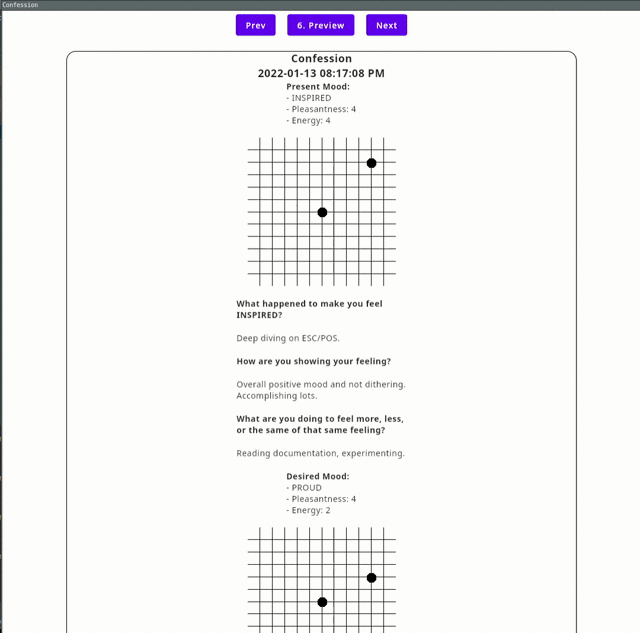 Confession
Prev
6. Preview
Next
Confession
2022-01-13 08:17:08 PM
Present Mood:
- INSPIRED
- Pleasantness: 4
- Energy: 4
What happened to make you feel
INSPIRED?
Deep diving on ESC/POS.
How are you showing your feeling?
Overall positive mood and not dithering.
Accomplishing lots.
What are you doing to feel more, less,
or the same of that same feeling?
Reading documentation, experimenting.
Desired Mood:
- PROUD
- Pleasantness: 4
- Energy: 2